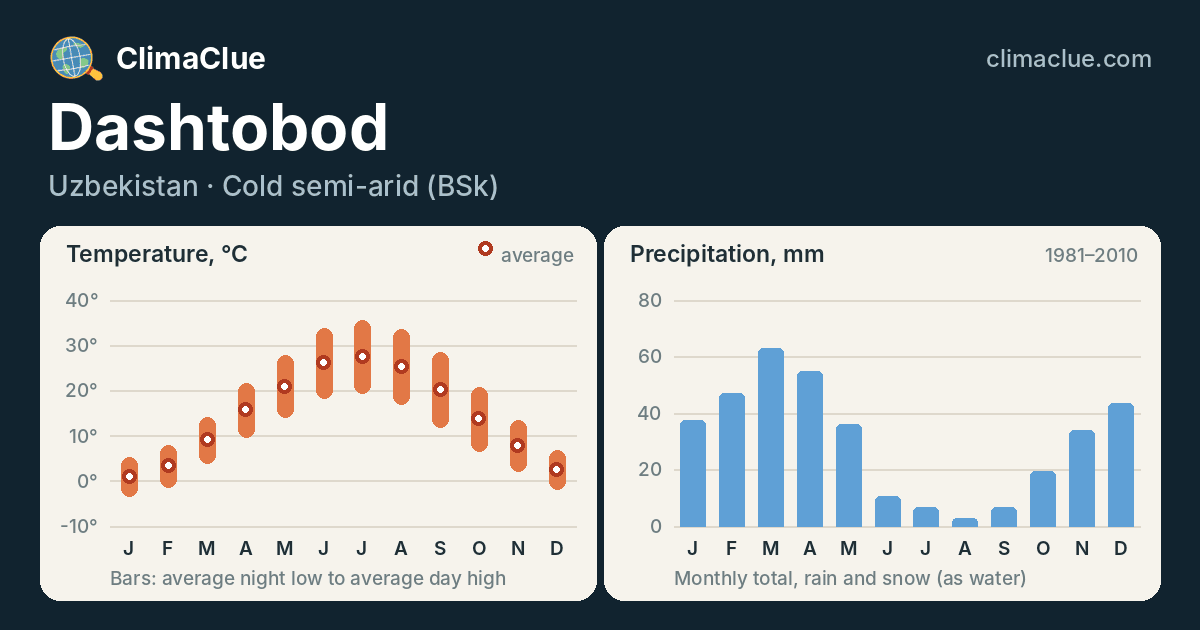 ClimaClue
climaclue.com
Dashtobod
Uzbekistan · Cold semi-arid (BSk)
Temperature, °C
average
40°
30°
20°
10°
0°
-10°
J F M A M J J A S O N D
Bars: average night low to average day high
Precipitation, mm
1981–2010
80
60
40
20
0
J F M A M J J A S O N D
Monthly total, rain and snow (as water)